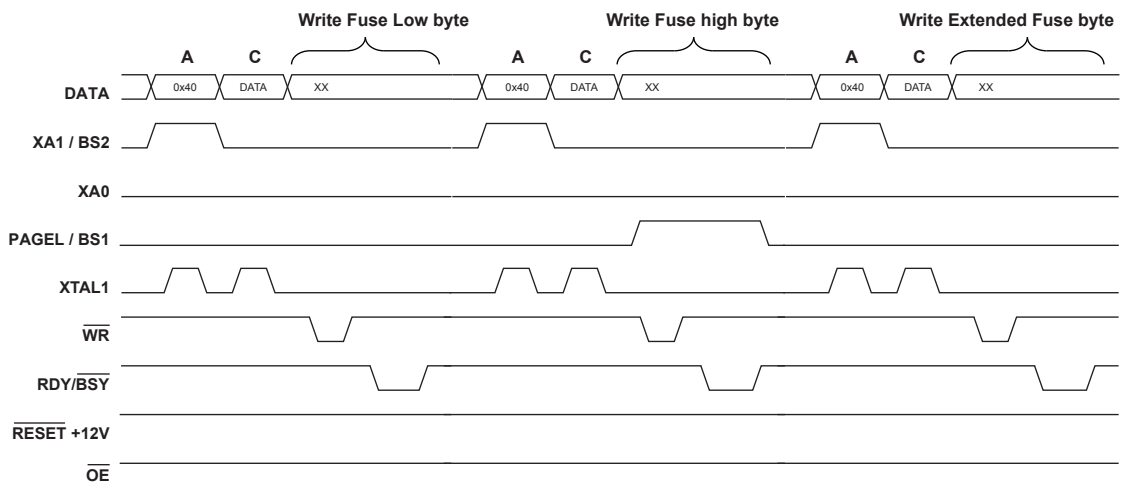 Write Fuse Low byte Write Fuse high byte Write Extended Fuse byte
A C A C A C
DATA 0x40 DATA XX 0x40 DATA XX 0x40 DATA XX
XA1 / BS2
XA0
PAGEL / BS1
XTAL1
WR
RDY/BSY
RESET +12V
OE